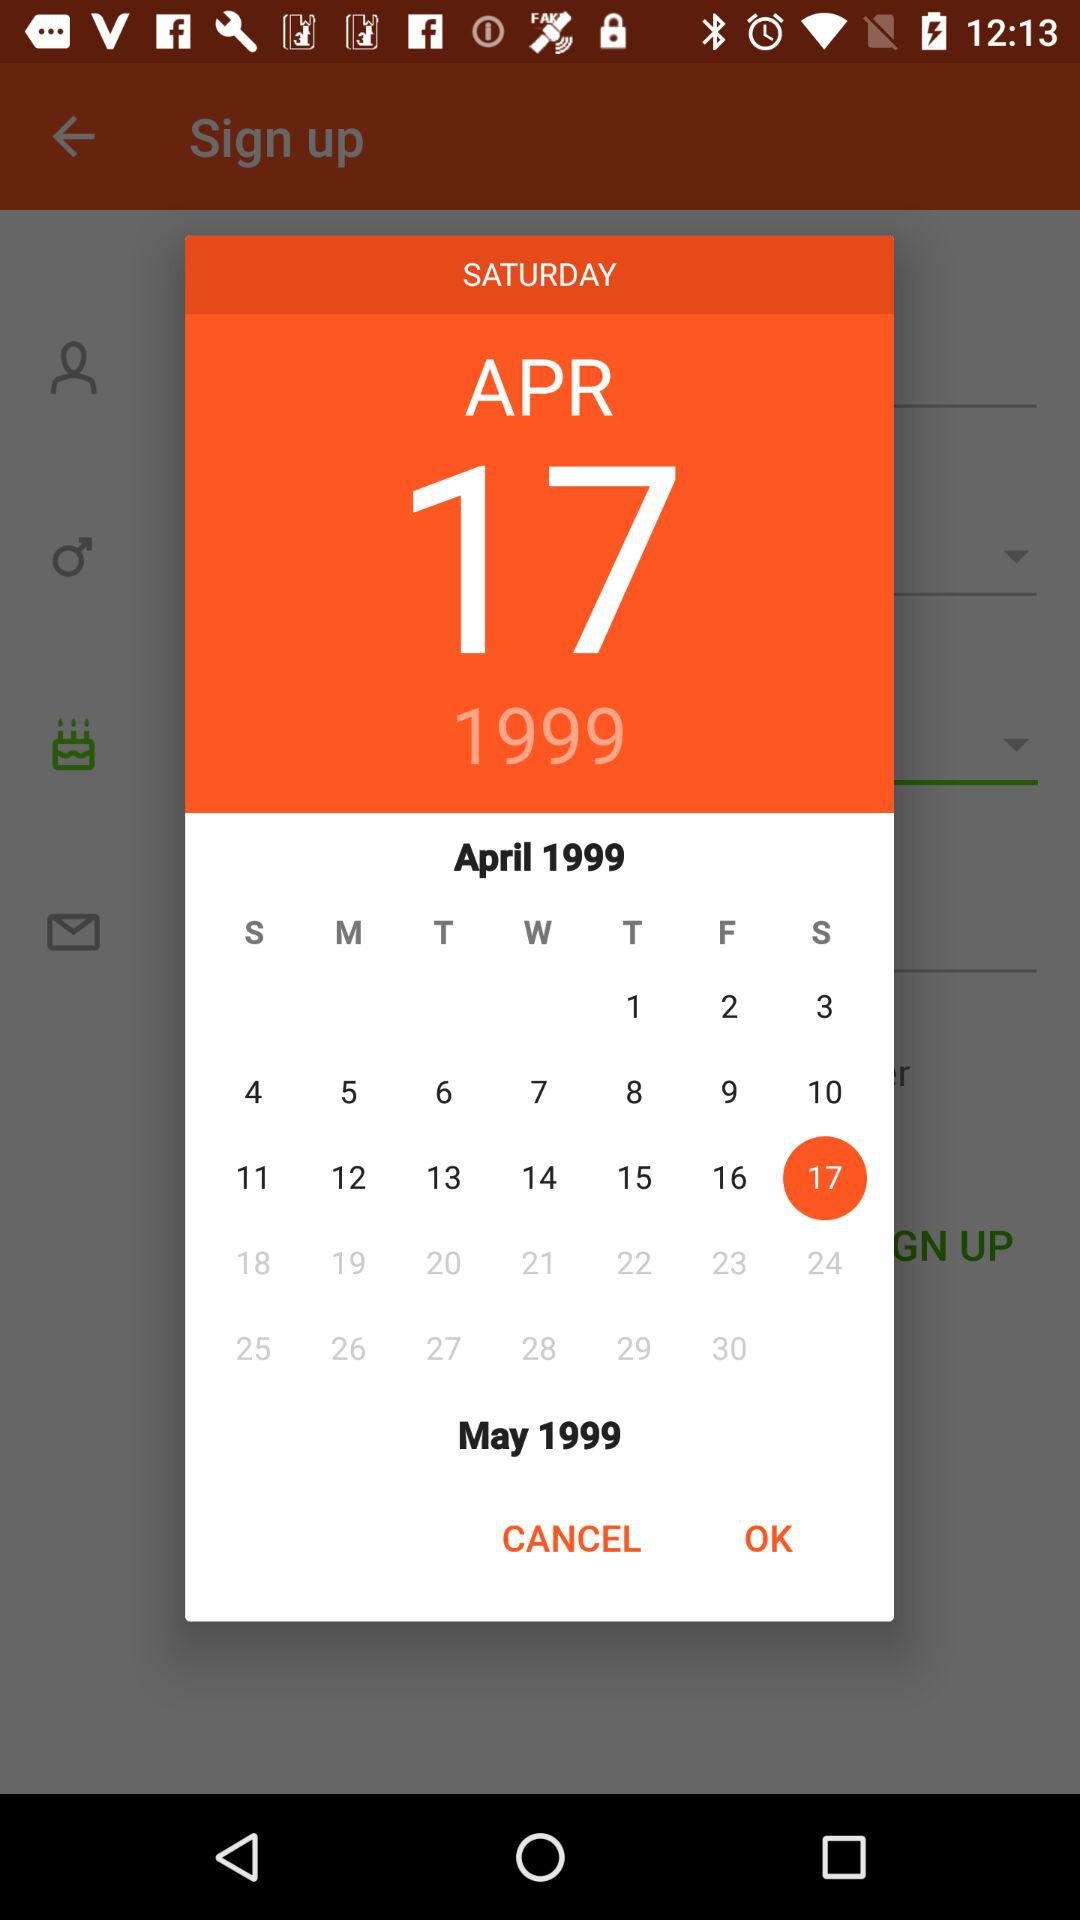 12:13
Sign up
SATURDAY
APR
17
1999
April 1999
S M T W T F S
1 2 3
4 5 6 7 8 9 10
er
11 12 13 14 15 16 17
GN UP
18 19 20 21 22 23 24
25 26 27 28 29 30
May 1999
CANCEL OK